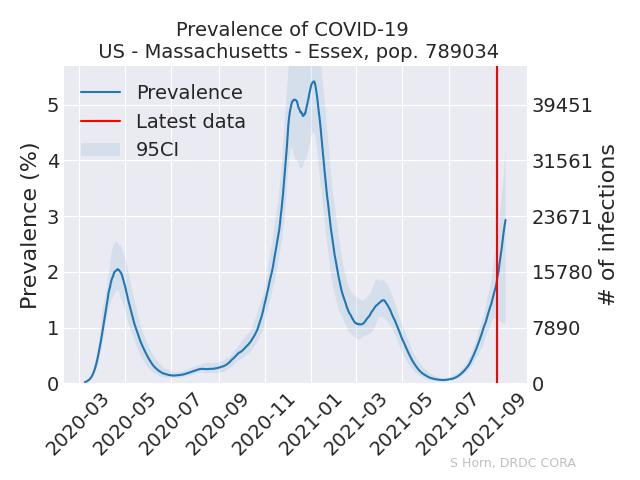 Prevalence of COVID-19
US - Massachusetts - Essex, pop. 789034
Prevalence
Latest data
95CI
Prevalence (%)
5
4
3
2
1
0
39451
31561
23671
15780
7890
0
# of infections
2020-03
2020-05
2020-07
2020-09
2020-11
2021-01
2021-03
2021-05
2021-07
2021-09
S Horn, DRDC CORA